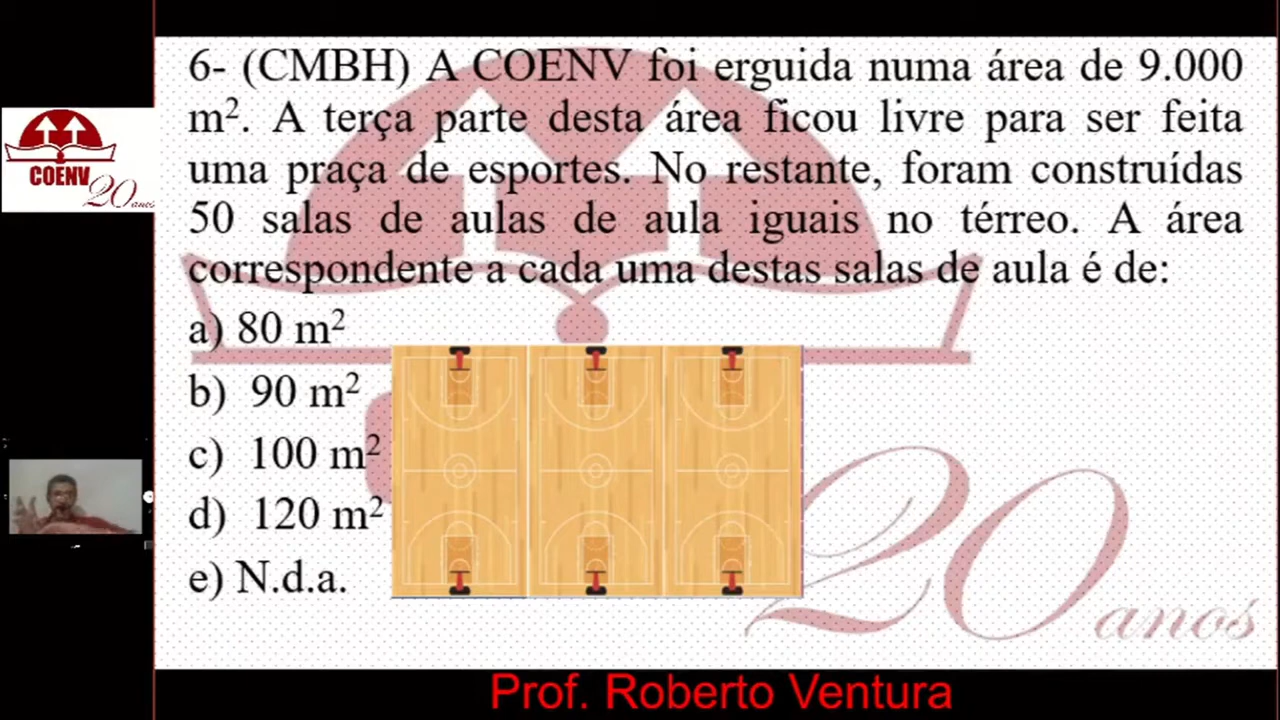 6- (CMBH) A COENV foi erguida numa área de 9.000
m². A terça parte desta área ficou livre para ser feita
uma praça de esportes. No restante, foram construídas
50 salas de aulas de aula iguais no térreo. A área
correspondente a cada uma destas salas de aula é de:
a) 80 m²
b) 90 m²
c) 100 m²
d) 120 m²
e) N.d.a.
COENV
20 anos
20 anos
Prof. Roberto Ventura